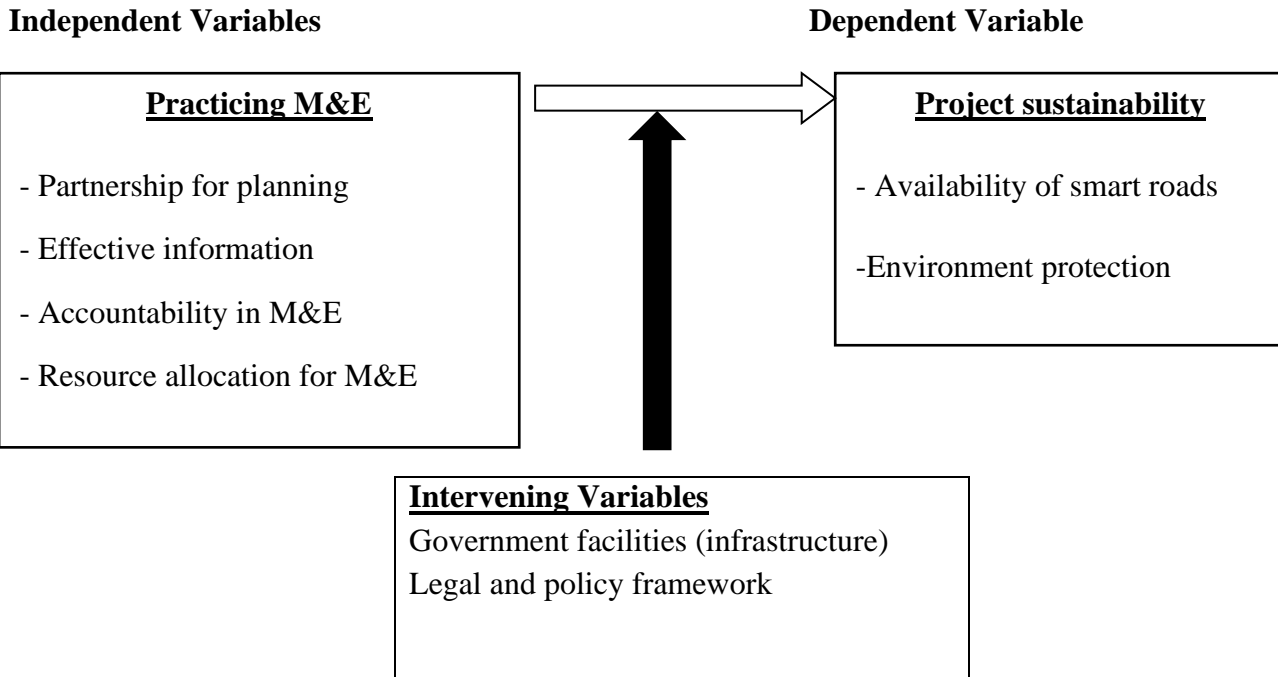 Independent Variables
Dependent Variable
Practicing M&E
- Partnership for planning
- Effective information
- Accountability in M&E
- Resource allocation for M&E
Project sustainability
- Availability of smart roads
-Environment protection
Intervening Variables
Government facilities (infrastructure)
Legal and policy framework